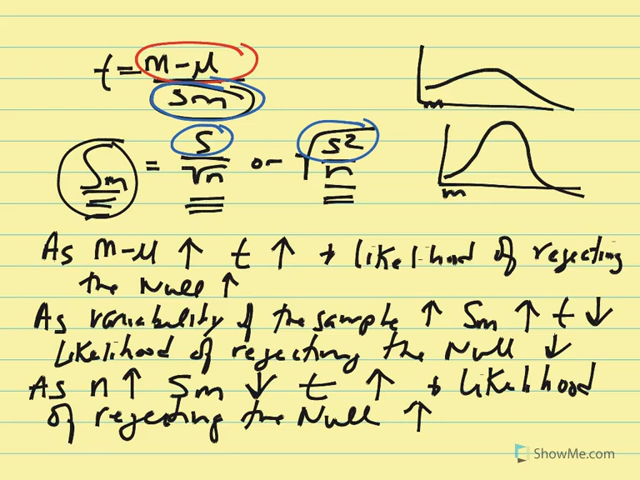 t = M - μ
Sm
Sm = S / √n or √ S² / n
m
m
As M-μ ↑ t ↑ + likelihood of rejecting
the Null ↑
As variability of the sample ↑ Sm ↑ t ↓
Likelihood of rejecting the Null ↓
As n ↑ Sm ↓ t ↑ + Likelihood
of rejecting the Null ↑
ShowMe.com